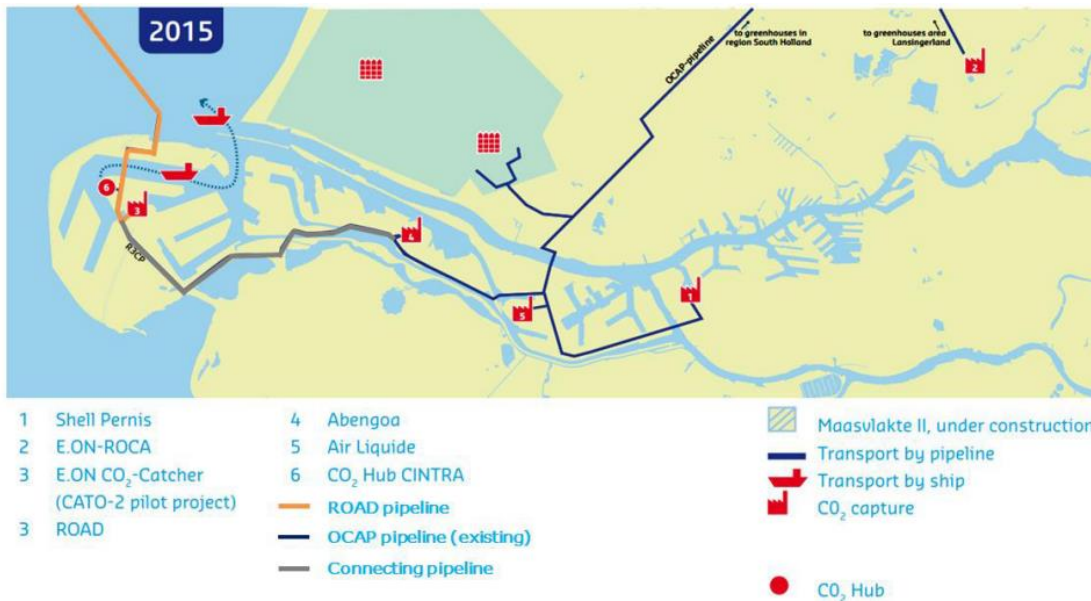 2015
to greenhouses in
region South Holland
to greenhouses area
Lansingerland
OCAP-pipeline
2
6
3
4
R3CP
5
1
1 Shell Pernis
2 E.ON-ROCA
3 E.ON CO₂-Catcher
(CATO-2 pilot project)
3 ROAD
4 Abengoa
5 Air Liquide
6 CO₂ Hub CINTRA
ROAD pipeline
OCAP pipeline (existing)
Connecting pipeline
Maasvlakte II, under construction
Transport by pipeline
Transport by ship
CO₂ capture
CO₂ Hub